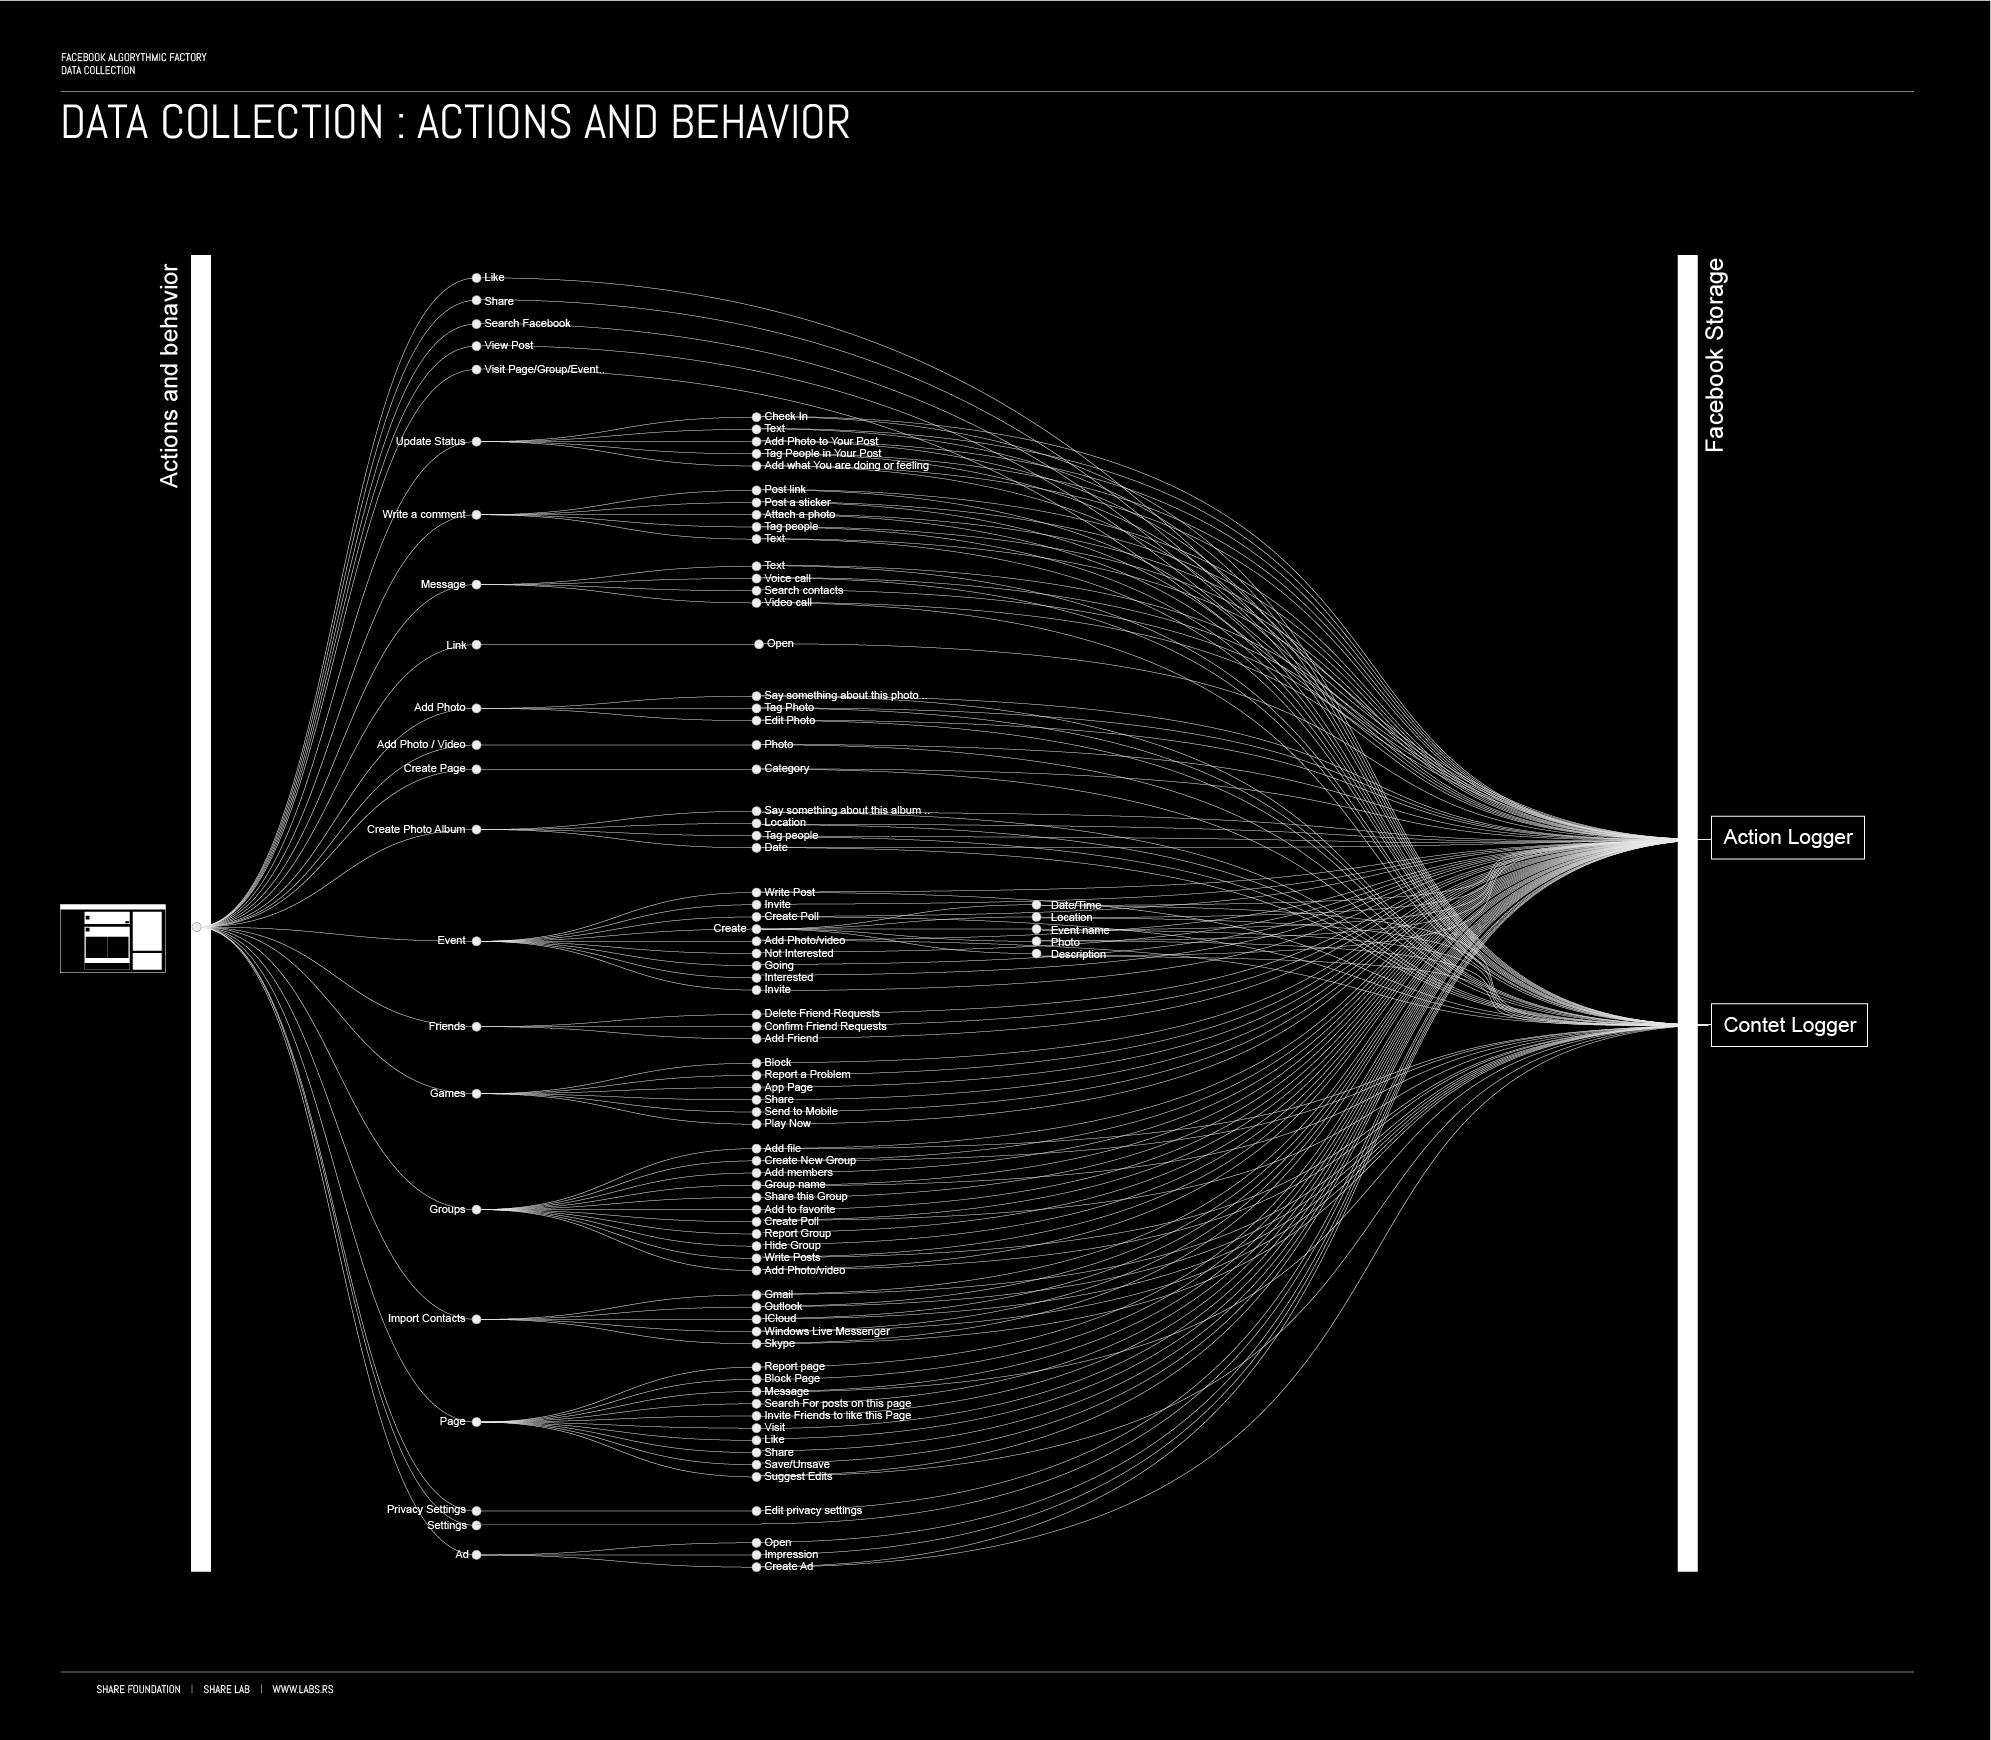 FACEBOOK ALGORYTHMIC FACTORY
DATA COLLECTION
DATA COLLECTION : ACTIONS AND BEHAVIOR
Actions and behavior
Like
Share
Search Facebook
View Post
Visit Page/Group/Event..
Update Status
Check In
Text
Add Photo to Your Post
Tag People in Your Post
Add what You are doing or feeling
Write a comment
Post link
Post a sticker
Attach a photo
Tag people
Text
Message
Text
Voice call
Search contacts
Video call
Link
Open
Add Photo
Say something about this photo ..
Tag Photo
Edit Photo
Add Photo / Video
Photo
Create Page
Category
Create Photo Album
Say something about this album ..
Location
Tag people
Date
Event
Write Post
Invite
Create Poll
Create
Date/Time
Location
Event name
Photo
Description
Add Photo/video
Not Interested
Going
Interested
Invite
Friends
Delete Friend Requests
Confirm Friend Requests
Add Friend
Games
Block
Report a Problem
App Page
Share
Send to Mobile
Play Now
Groups
Add file
Create New Group
Add members
Group name
Share this Group
Add to favorite
Create Poll
Report Group
Hide Group
Write Posts
Add Photo/video
Import Contacts
Gmail
Outlook
ICloud
Windows Live Messenger
Skype
Page
Report page
Block Page
Message
Search For posts on this page
Invite Friends to like this Page
Visit
Like
Share
Save/Unsave
Suggest Edits
Privacy Settings
Edit privacy settings
Settings
Ad
Open
Impression
Create Ad
Facebook Storage
Action Logger
Contet Logger
SHARE FOUNDATION | SHARE LAB | WWW.LABS.RS